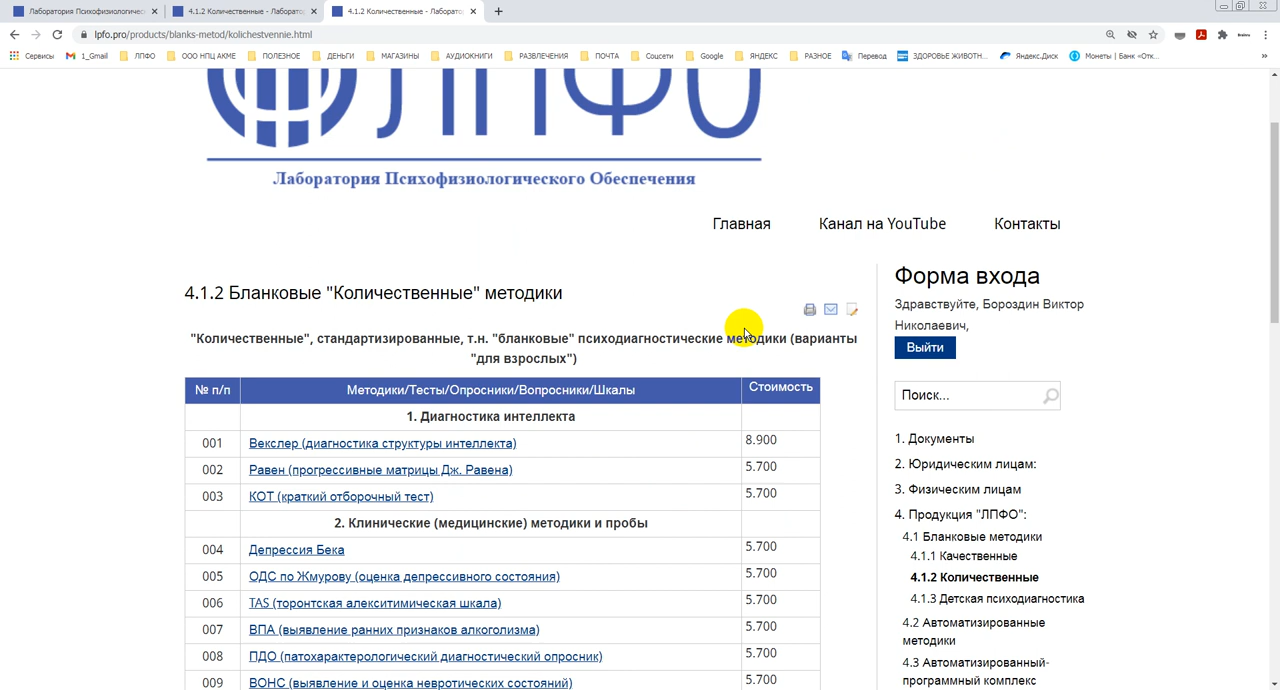 Лаборатория Психофизиологичес
4.1.2 Количественные - Лаборато
4.1.2 Количественные - Лаборато
lpfo.pro/products/blanks-metod/kolichestvennie.html
Сервисы
1_Gmail
ЛПФО
ООО НПЦ АКМЕ
ПОЛЕЗНОЕ
ДЕНЬГИ
МАГАЗИНЫ
АУДИОКНИГИ
РАЗВЛЕЧЕНИЯ
ПОЧТА
Соцсети
Google
ЯНДЕКС
РАЗНОЕ
Перевод
ЗДОРОВЬЕ ЖИВОТН...
Яндекс.Диск
Монеты | Банк «Отк...
»
ЛПФО
Лаборатория Психофизиологического Обеспечения
Главная
Канал на YouTube
Контакты
4.1.2 Бланковые "Количественные" методики
"Количественные", стандартизированные, т.н. "бланковые" психодиагностические методики (варианты
"для взрослых")
№ п/п Методики/Тесты/Опросники/Вопросники/Шкалы Стоимость
1. Диагностика интеллекта
001 Векслер (диагностика структуры интеллекта) 8.900
002 Равен (прогрессивные матрицы Дж. Равена) 5.700
003 КОТ (краткий отборочный тест) 5.700
2. Клинические (медицинские) методики и пробы
004 Депрессия Бека 5.700
005 ОДС по Жмурову (оценка депрессивного состояния) 5.700
006 TAS (торонтская алекситимическая шкала) 5.700
007 ВПА (выявление ранних признаков алкоголизма) 5.700
008 ПДО (патохарактерологический диагностический опросник) 5.700
009 ВОНС (выявление и оценка невротических состояний) 5.700
Форма входа
Здравствуйте, Бороздин Виктор
Николаевич,
Выйти
Поиск...
1. Документы
2. Юридическим лицам:
3. Физическим лицам
4. Продукция "ЛПФО":
4.1 Бланковые методики
4.1.1 Качественные
4.1.2 Количественные
4.1.3 Детская психодиагностика
4.2 Автоматизированные
методики
4.3 Автоматизированный-
программный комплекс